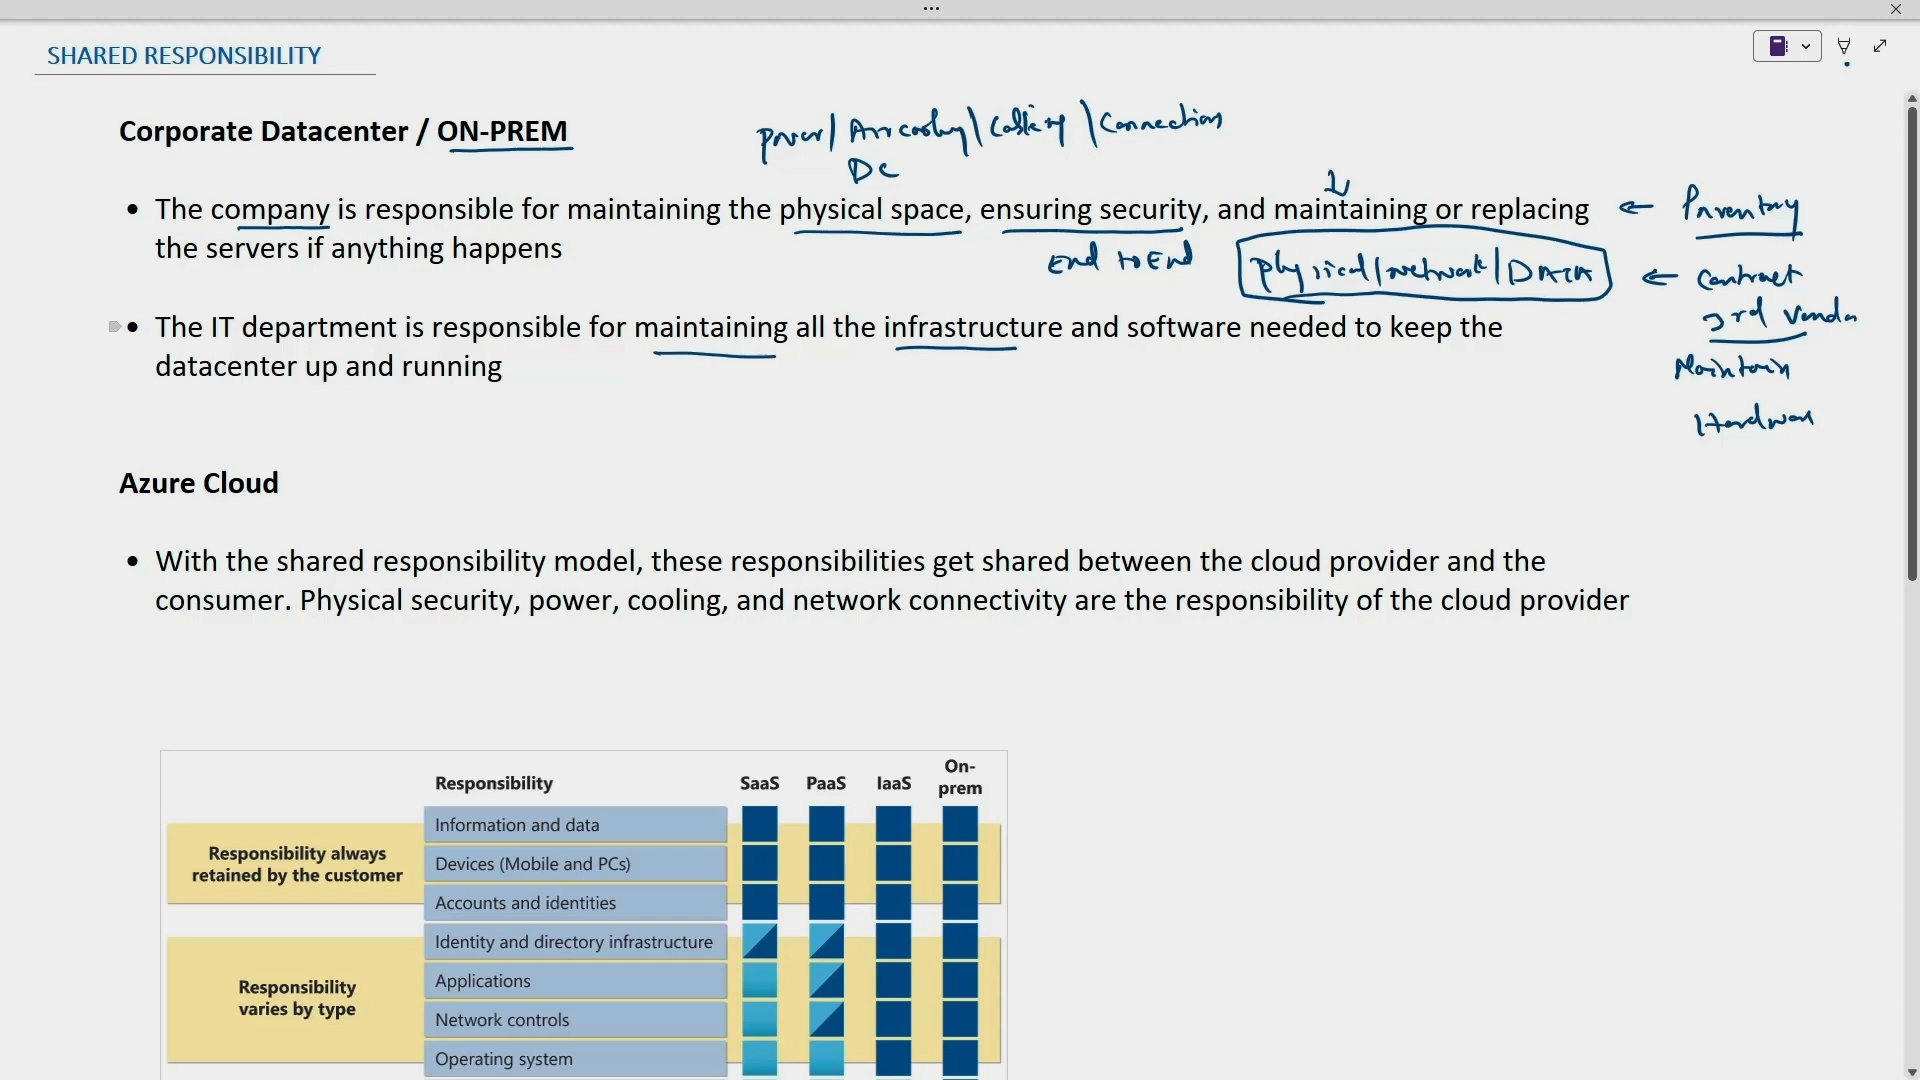 SHARED RESPONSIBILITY
Corporate Datacenter / ON-PREM
power / Air cooling \ Cabling \ Connections
DC
• The company is responsible for maintaining the physical space, ensuring security, and maintaining or replacing
← Inventory
the servers if anything happens
End to End
physical / network / DATA
← Contract
3rd Vendor
• The IT department is responsible for maintaining all the infrastructure and software needed to keep the
datacenter up and running
Maintain
Hardware
Azure Cloud
• With the shared responsibility model, these responsibilities get shared between the cloud provider and the
consumer. Physical security, power, cooling, and network connectivity are the responsibility of the cloud provider
Responsibility SaaS PaaS IaaS On-
prem
Responsibility always
retained by the customer
Information and data
Devices (Mobile and PCs)
Accounts and identities
Responsibility
varies by type
Identity and directory infrastructure
Applications
Network controls
Operating system